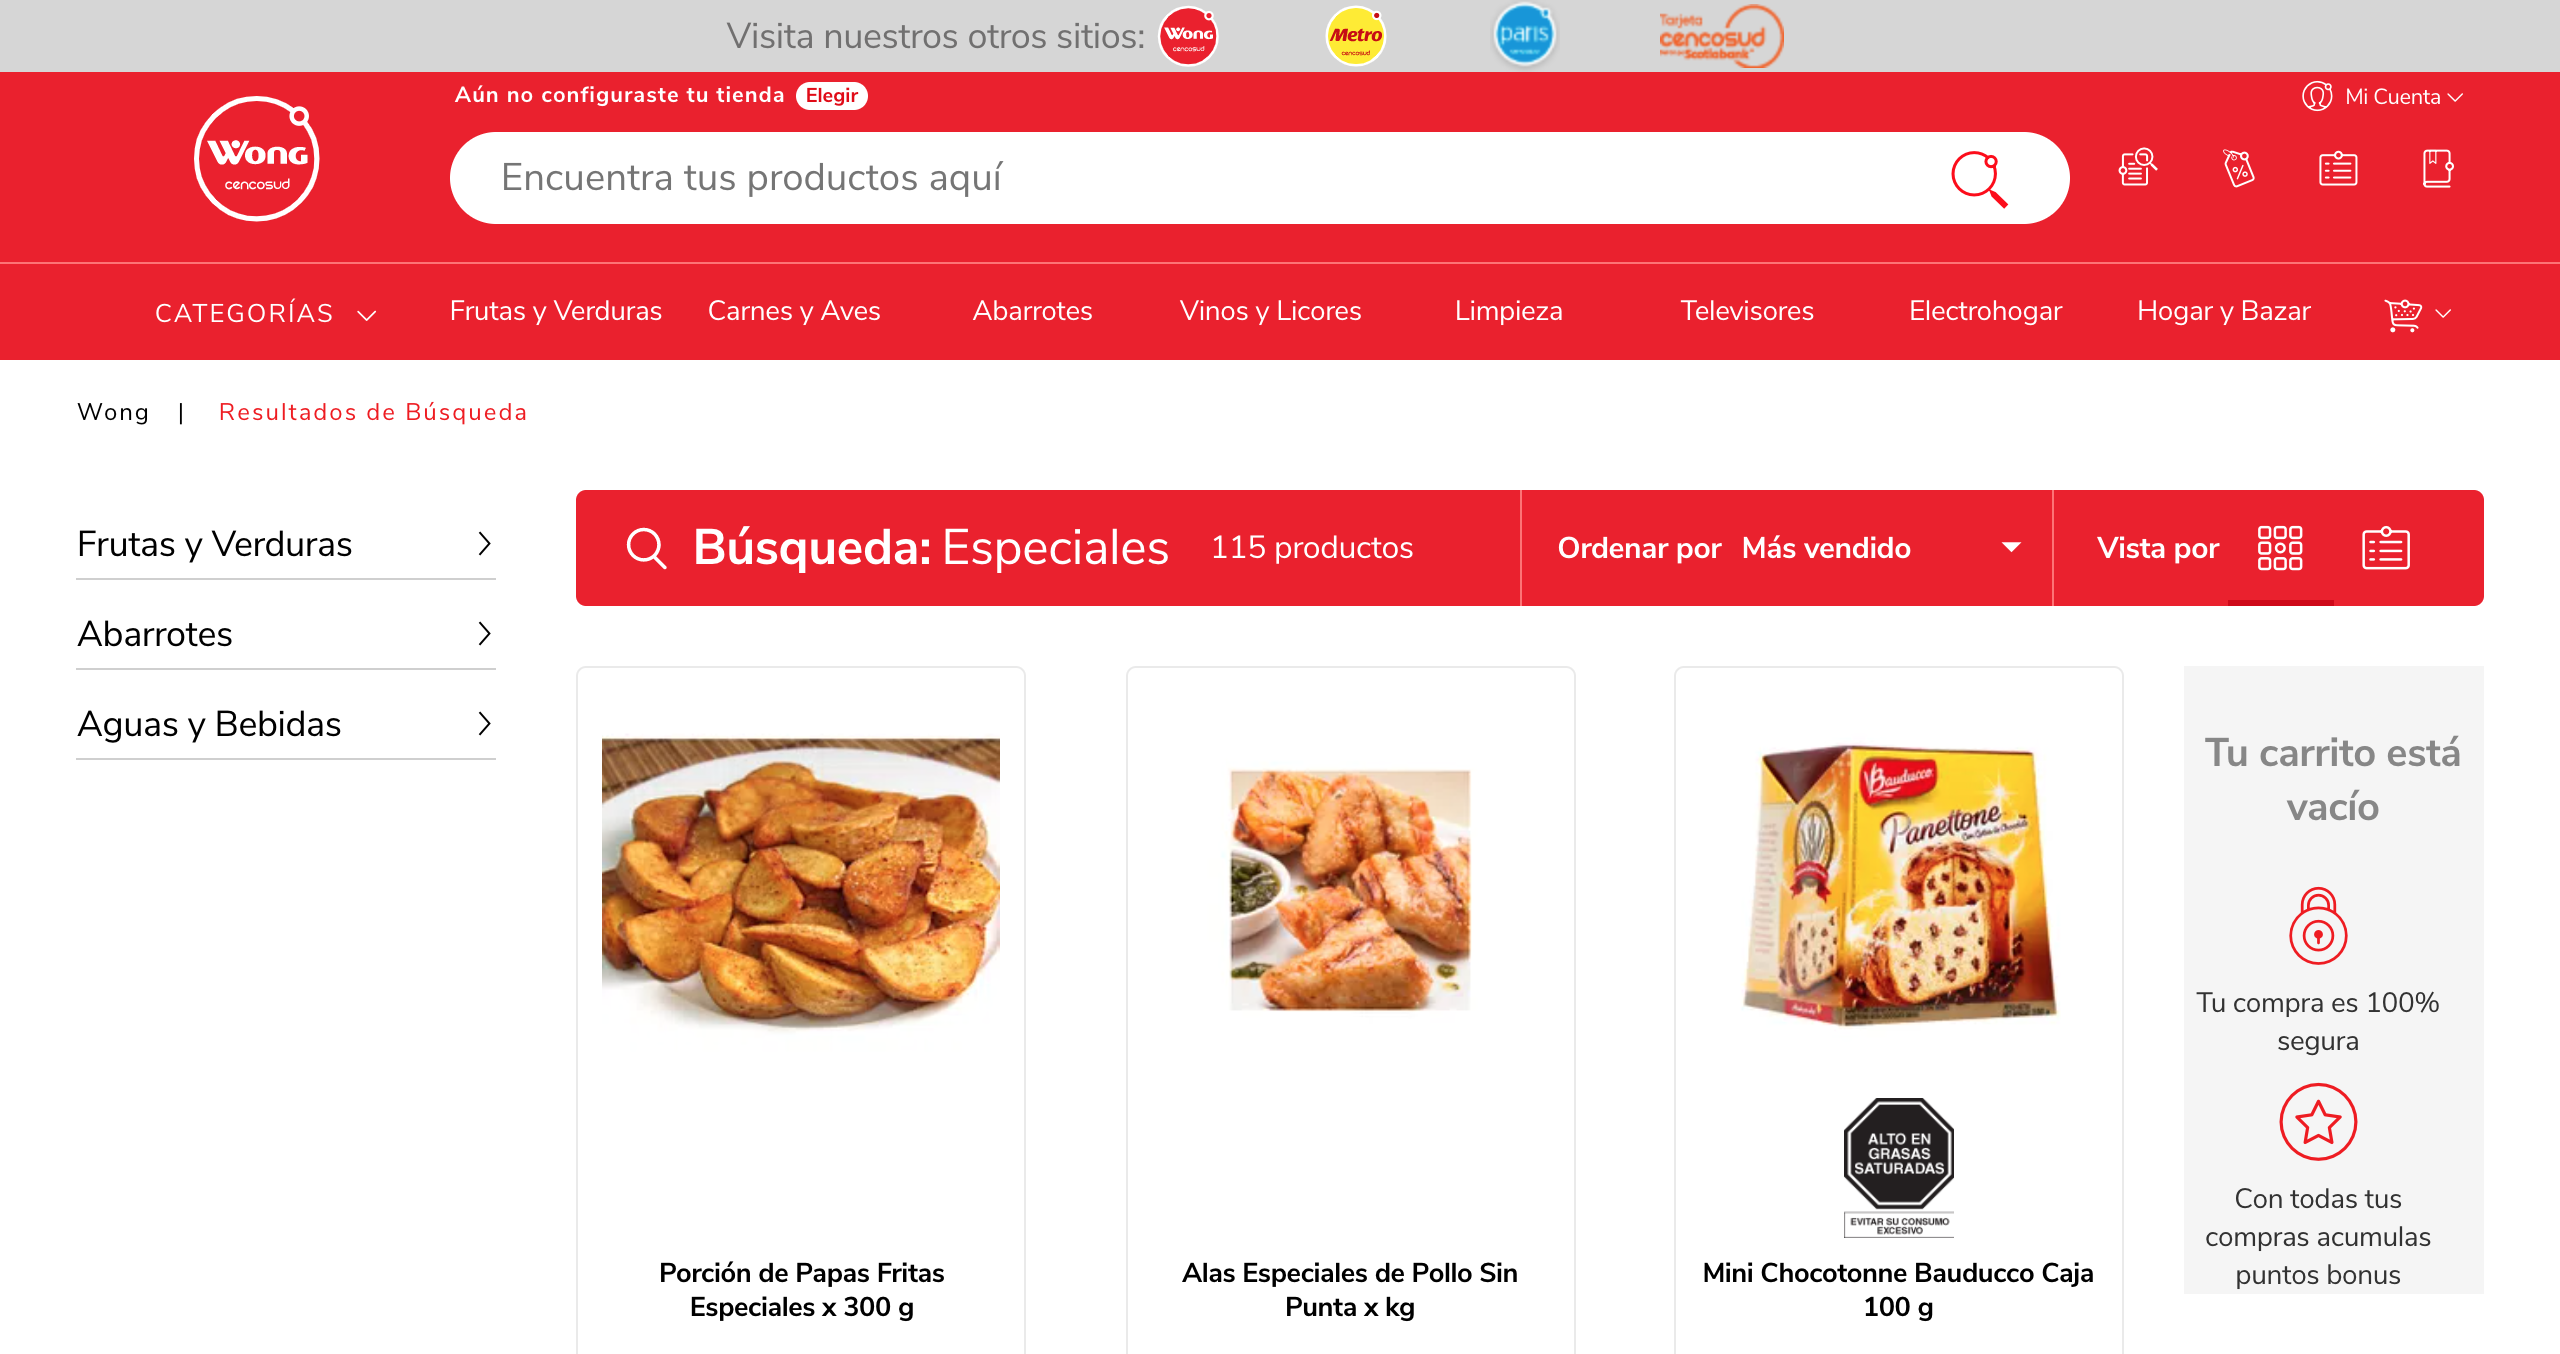 Visita nuestros otros sitios:
Wong
cencosud
Metro
cencosud
paris
cencosud
Tarjeta
cencosud
Scotiabank
Aún no configuraste tu tienda Elegir
Mi Cuenta
Wong
cencosud
Encuentra tus productos aquí
CATEGORÍAS
Frutas y Verduras
Carnes y Aves
Abarrotes
Vinos y Licores
Limpieza
Televisores
Electrohogar
Hogar y Bazar
Wong | Resultados de Búsqueda
Frutas y Verduras
Abarrotes
Aguas y Bebidas
Búsqueda: Especiales 115 productos
Ordenar por Más vendido
Vista por
Bauducco
Panettone
ALTO EN
GRASAS
SATURADAS
EVITAR SU CONSUMO
EXCESIVO
Porción de Papas Fritas
Especiales x 300 g
Alas Especiales de Pollo Sin
Punta x kg
Mini Chocotonne Bauducco Caja
100 g
Tu carrito está
vacío
Tu compra es 100%
segura
Con todas tus
compras acumulas
puntos bonus